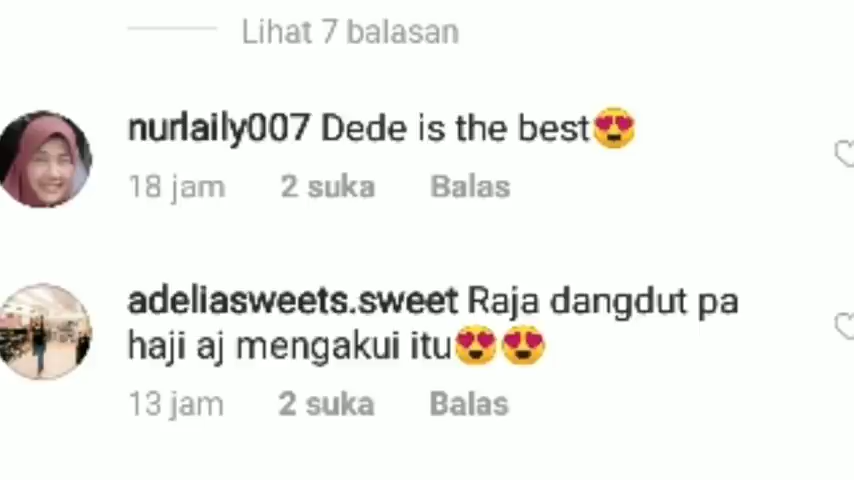 Lihat 7 balasan
nurlaily007 Dede is the best😍
18 jam 2 suka Balas
adeliasweets.sweet Raja dangdut pa
haji aj mengakui itu😍😍
13 jam 2 suka Balas